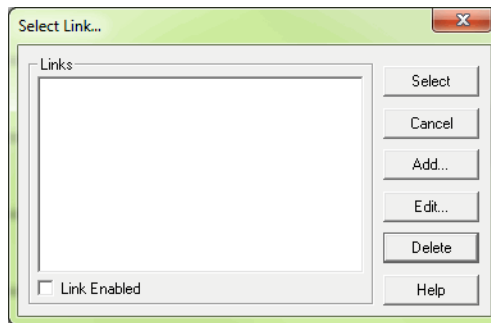 Select Link...
Links
Select
Cancel
Add...
Edit...
Delete
Link Enabled
Help